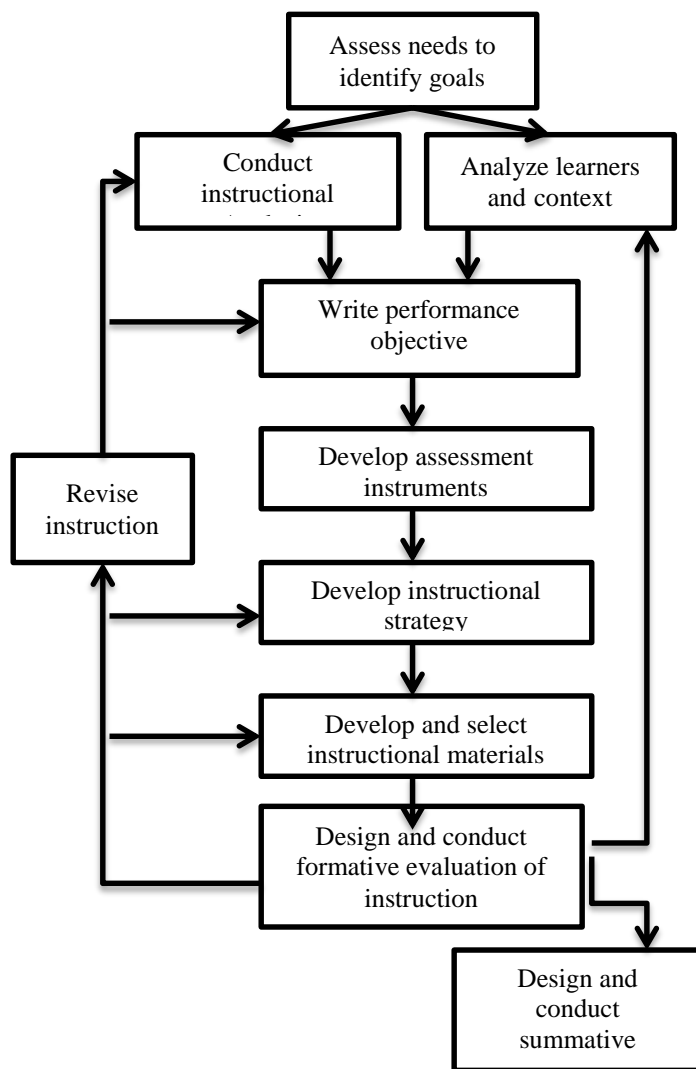 Assess needs to
identify goals
Conduct
instructional
Analyze learners
and context
Write performance
objective
Develop assessment
instruments
Revise
instruction
Develop instructional
strategy
Develop and select
instructional materials
Design and conduct
formative evaluation of
instruction
Design and
conduct
summative